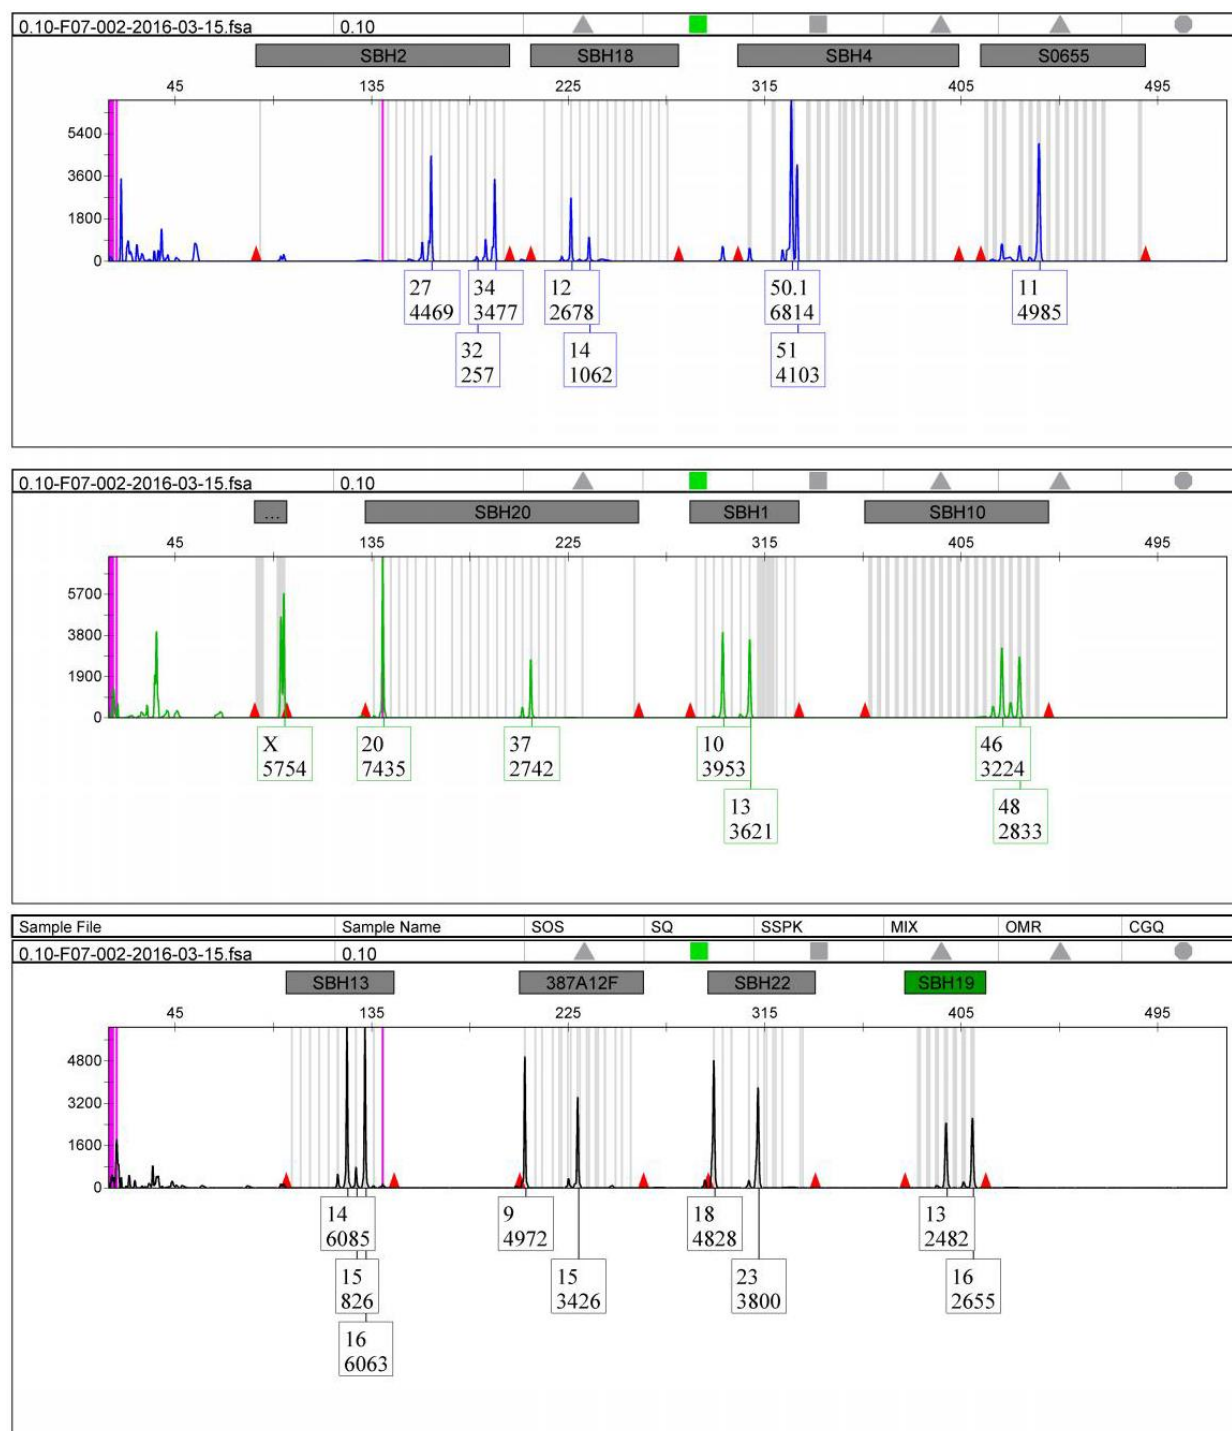 0.10-F07-002-2016-03-15.fsa 0.10
SBH2 SBH18 SBH4 S0655
45 135 225 315 405 495
5400
3600
1800
0
27 34 12 50.1 11
4469 3477 2678 6814 4985
32 14 51
257 1062 4103
0.10-F07-002-2016-03-15.fsa 0.10
... SBH20 SBH1 SBH10
45 135 225 315 405 495
5700
3800
1900
0
X 20 37 10 46
5754 7435 2742 3953 3224
13 48
3621 2833
Sample File Sample Name SOS SQ SSPK MIX OMR CGQ
0.10-F07-002-2016-03-15.fsa 0.10
SBH13 387A12F SBH22 SBH19
45 135 225 315 405 495
4800
3200
1600
0
14 9 18 13
6085 4972 4828 2482
15 15 23 16
826 3426 3800 2655
16
6063